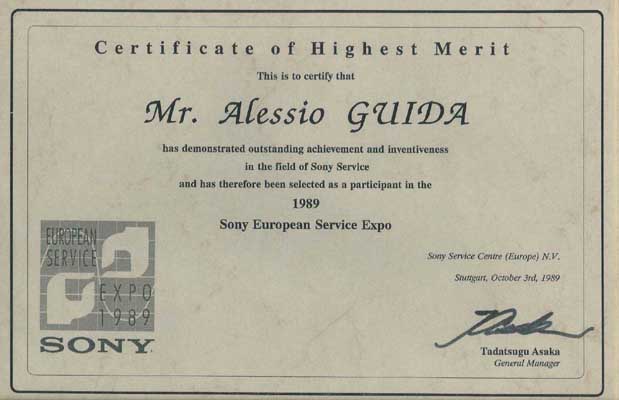 Certificate of Highest Merit
This is to certify that
Mr. Alessio GUIDA
has demonstrated outstanding achievement and inventiveness
in the field of Sony Service
and has therefore been selected as a participant in the
1989
Sony European Service Expo
EUROPEAN
SERVICE
EXPO
1989
SONY
Sony Service Centre (Europe) N.V.
Stuttgart, October 3rd, 1989
Tadatsugu Asaka
General Manager